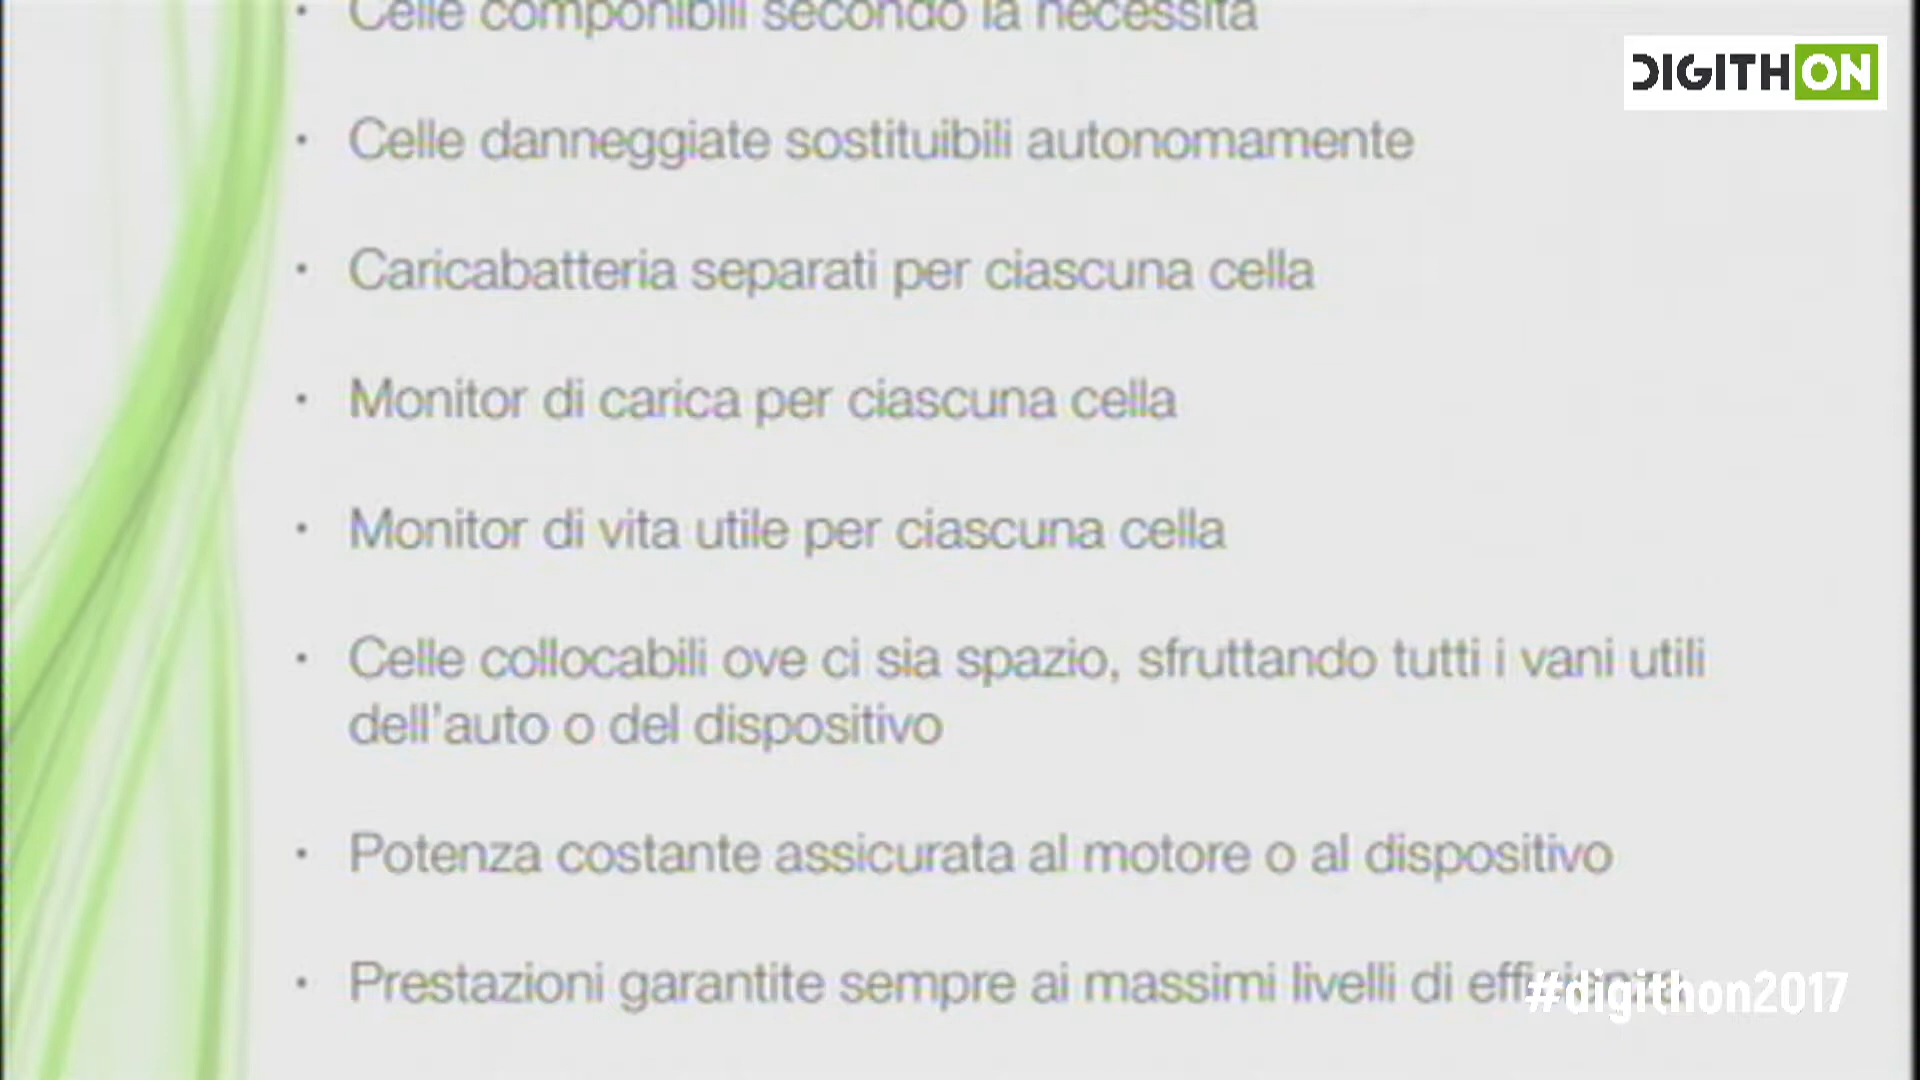 • Celle componibili secondo la necessità
DIGITHON
• Celle danneggiate sostituibili autonomamente
• Caricabatteria separati per ciascuna cella
• Monitor di carica per ciascuna cella
• Monitor di vita utile per ciascuna cella
• Celle collocabili ove ci sia spazio, sfruttando tutti i vani utili
dell'auto o del dispositivo
• Potenza costante assicurata al motore o al dispositivo
• Prestazioni garantite sempre ai massimi livelli di efficienza
#digithon2017